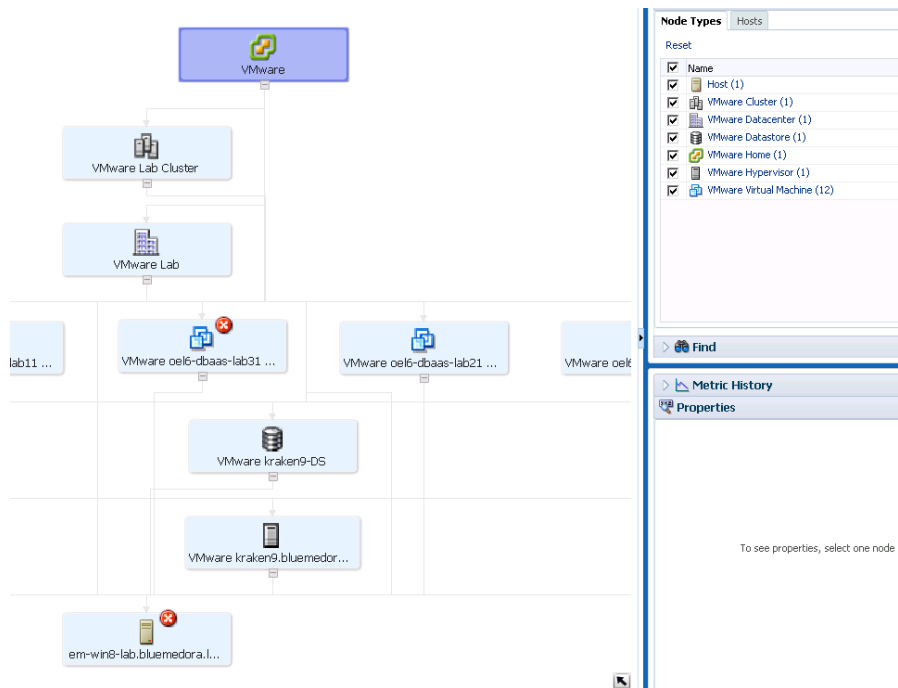 VMware
VMware Lab Cluster
VMware Lab
lab11 ...
VMware oel6-dbaas-lab31 ...
VMware oel6-dbaas-lab21 ...
VMware oel6
VMware kraken9-DS
VMware kraken9.bluemedor...
em-win8-lab.bluemedora.l...
Node Types
Hosts
Reset
Name
Host (1)
VMware Cluster (1)
VMware Datacenter (1)
VMware Datastore (1)
VMware Home (1)
VMware Hypervisor (1)
VMware Virtual Machine (12)
Find
Metric History
Properties
To see properties, select one node